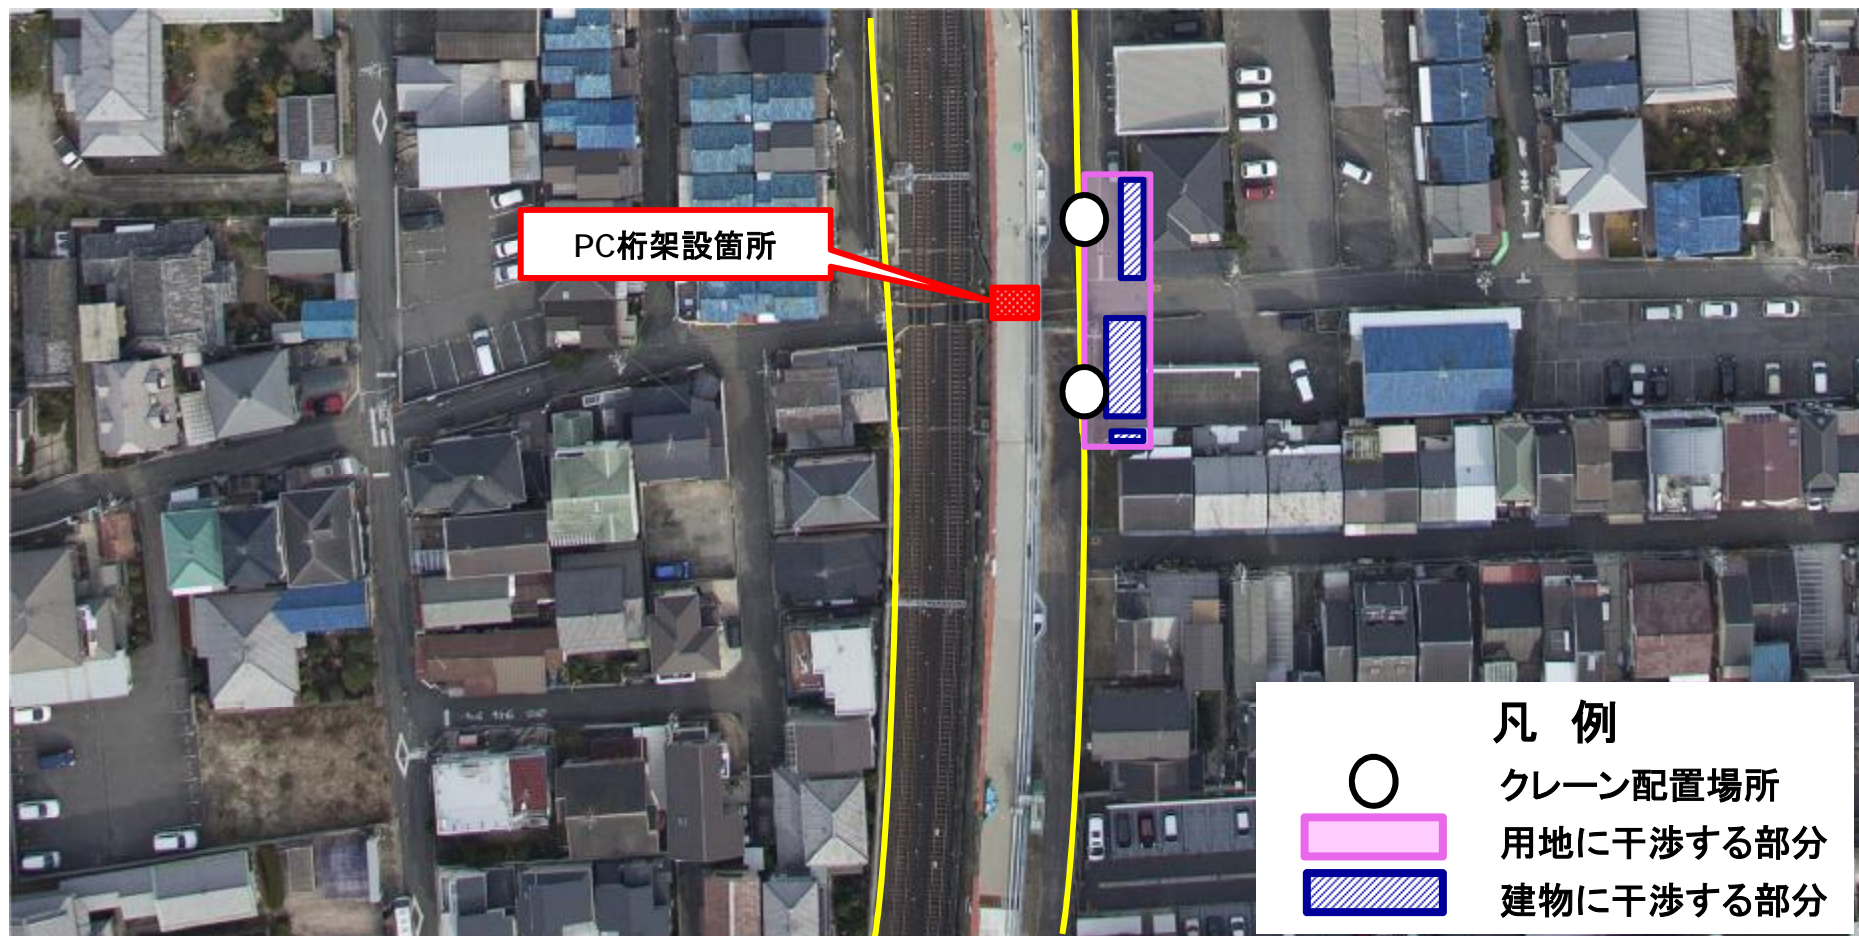 PC桁架設箇所
凡 例
クレーン配置場所
用地に干渉する部分
建物に干渉する部分